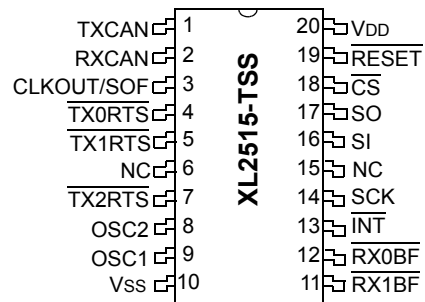 TXCAN 1 20 VDD
RXCAN 2 19 RESET
CLKOUT/SOF 3 18 CS
TX0RTS 4 17 SO
TX1RTS 5 16 SI
NC 6 15 NC
TX2RTS 7 14 SCK
OSC2 8 13 INT
OSC1 9 12 RX0BF
VSS 10 11 RX1BF
XL2515-TSS